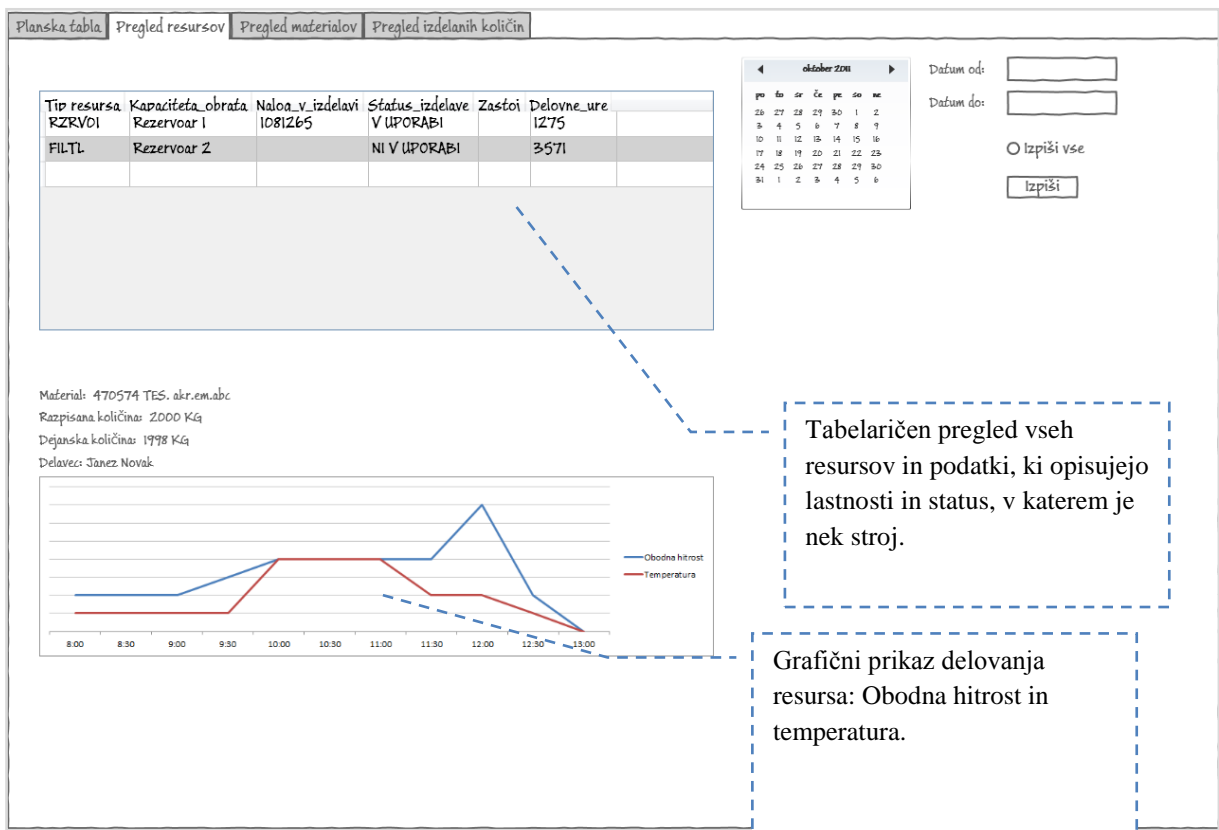 Planska tabla Pregled resursov Pregled materialov Pregled izdelanih količin
Tip resursa Kapaciteta_obrata Naloga_v_izdelavi Status_izdelave Zastoj Delovne_ure
RZRV01 Rezervoar 1 1081265 V UPORABI 1275
FILTL Rezervoar 2 NI V UPORABI 3571
oktober 2011
po to sr če pe so ne
26 27 28 29 30 1 2
3 4 5 6 7 8 9
10 11 12 13 14 15 16
17 18 19 20 21 22 23
24 25 26 27 28 29 30
31 1 2 3 4 5 6
Datum od:
Datum do:
Izpiši vse
Izpiši
Material: 470574 TES. akr.em.abc
Razpisana količina: 2000 KG
Dejanska količina: 1998 KG
Delavec: Janez Novak
Obodna hitrost
Temperatura
8:00 8:30 9:00 9:30 10:00 10:30 11:00 11:30 12:00 12:30 13:00
Tabelaričen pregled vseh
resursov in podatki, ki opisujejo
lastnosti in status, v katerem je
nek stroj.
Grafični prikaz delovanja
resursa: Obodna hitrost in
temperatura.